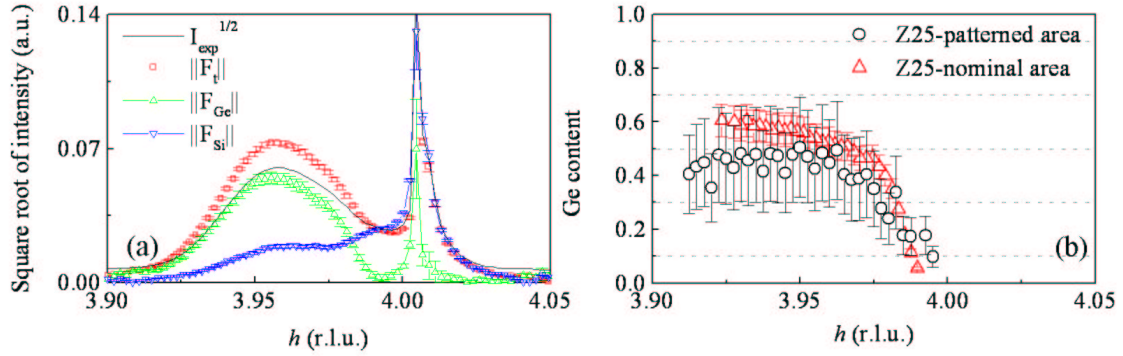 0.14
0.07
0.00
Square root of intensity (a.u.)
I_exp^1/2
||F_t||
||F_Ge||
||F_Si||
(a)
3.90 3.95 4.00 4.05
h (r.l.u.)
1.0
0.8
0.6
0.4
0.2
0.0
Ge content
Z25-patterned area
Z25-nominal area
(b)
3.90 3.95 4.00 4.05
h (r.l.u.)